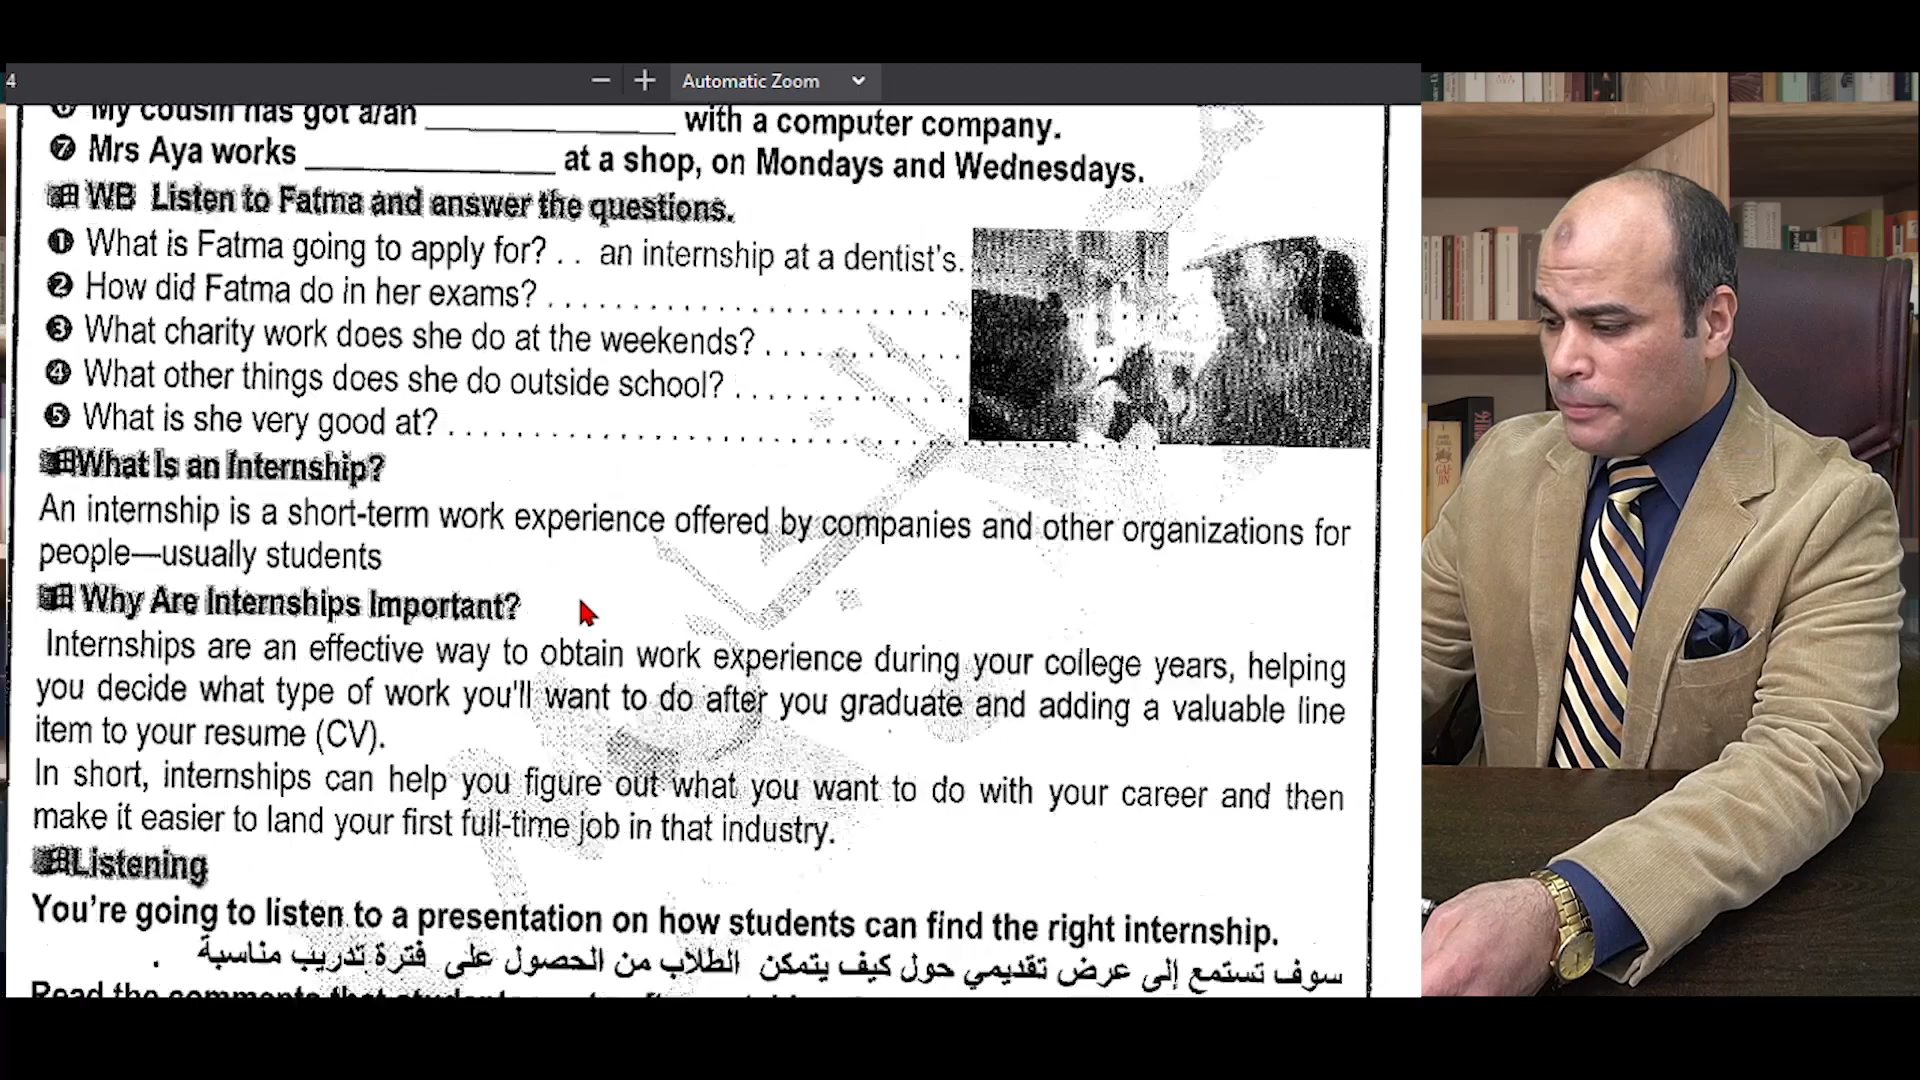 4
Automatic Zoom
❻ My cousin has got a/an ____________ with a computer company.
❼ Mrs Aya works ____________ at a shop, on Mondays and Wednesdays.
WB Listen to Fatma and answer the questions.
❶ What is Fatma going to apply for? . . an internship at a dentist's.
❷ How did Fatma do in her exams? . . . . . . . . . . . . . . . . . . . . . . . . .
❸ What charity work does she do at the weekends? . . . . . . . . . . . .
❹ What other things does she do outside school? . . . . . . . . . . . . . .
❺ What is she very good at? . . . . . . . . . . . . . . . . . . . . . . . . . . . . . . . . . . . . . . . . . .
What Is an Internship?
An internship is a short-term work experience offered by companies and other organizations for
people—usually students
Why Are Internships Important?
Internships are an effective way to obtain work experience during your college years, helping
you decide what type of work you'll want to do after you graduate and adding a valuable line
item to your resume (CV).
In short, internships can help you figure out what you want to do with your career and then
make it easier to land your first full-time job in that industry.
Listening
You're going to listen to a presentation on how students can find the right internship.
سوف تستمع إلى عرض تقديمي حول كيف يتمكن الطلاب من الحصول على فترة تدريب مناسبة .
Read the comments that